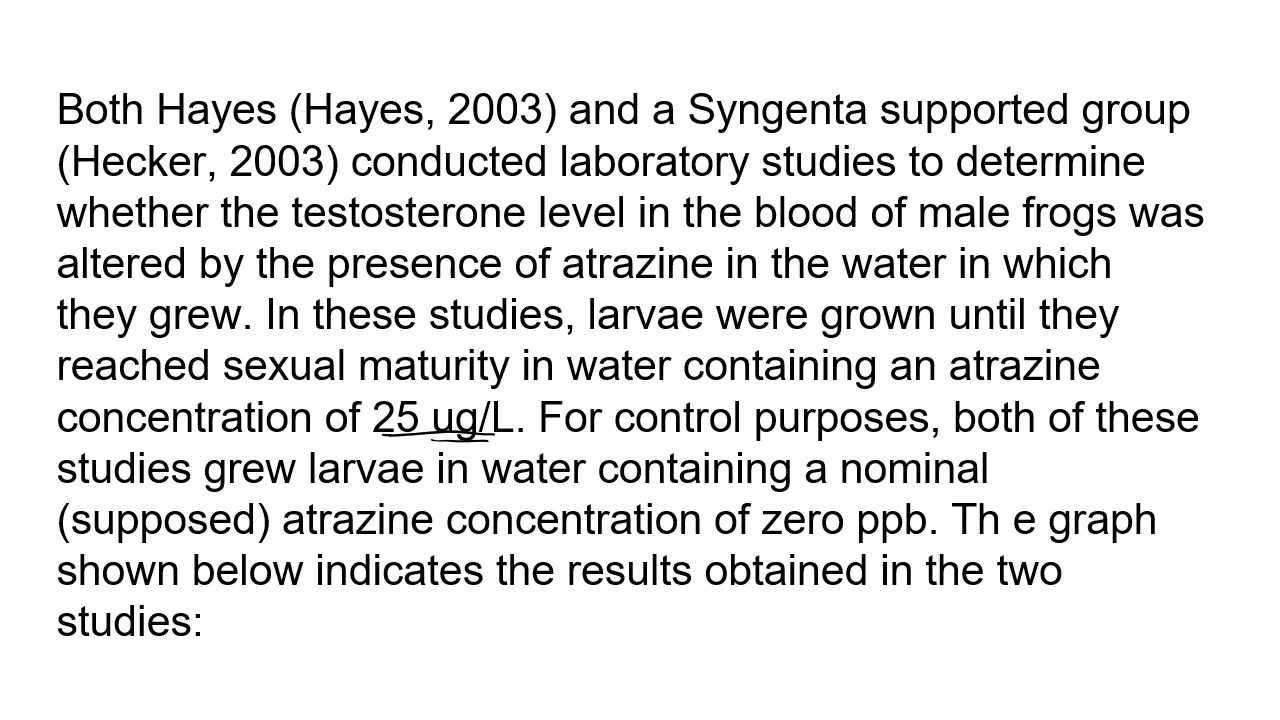 Both Hayes (Hayes, 2003) and a Syngenta supported group
(Hecker, 2003) conducted laboratory studies to determine
whether the testosterone level in the blood of male frogs was
altered by the presence of atrazine in the water in which
they grew. In these studies, larvae were grown until they
reached sexual maturity in water containing an atrazine
concentration of 25 ug/L. For control purposes, both of these
studies grew larvae in water containing a nominal
(supposed) atrazine concentration of zero ppb. Th e graph
shown below indicates the results obtained in the two
studies: